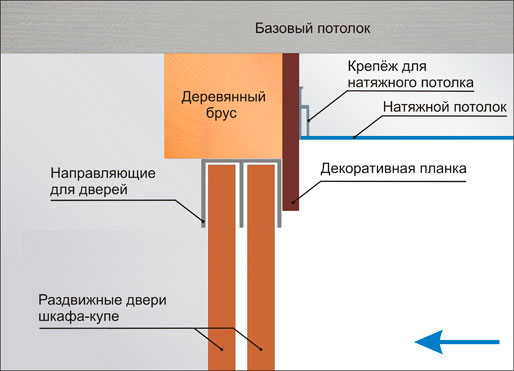 Базовый потолок
Крепёж для
натяжного потолка
Деревянный
брус
Натяжной потолок
Направляющие
для дверей
Декоративная планка
Раздвижные двери
шкафа-купе